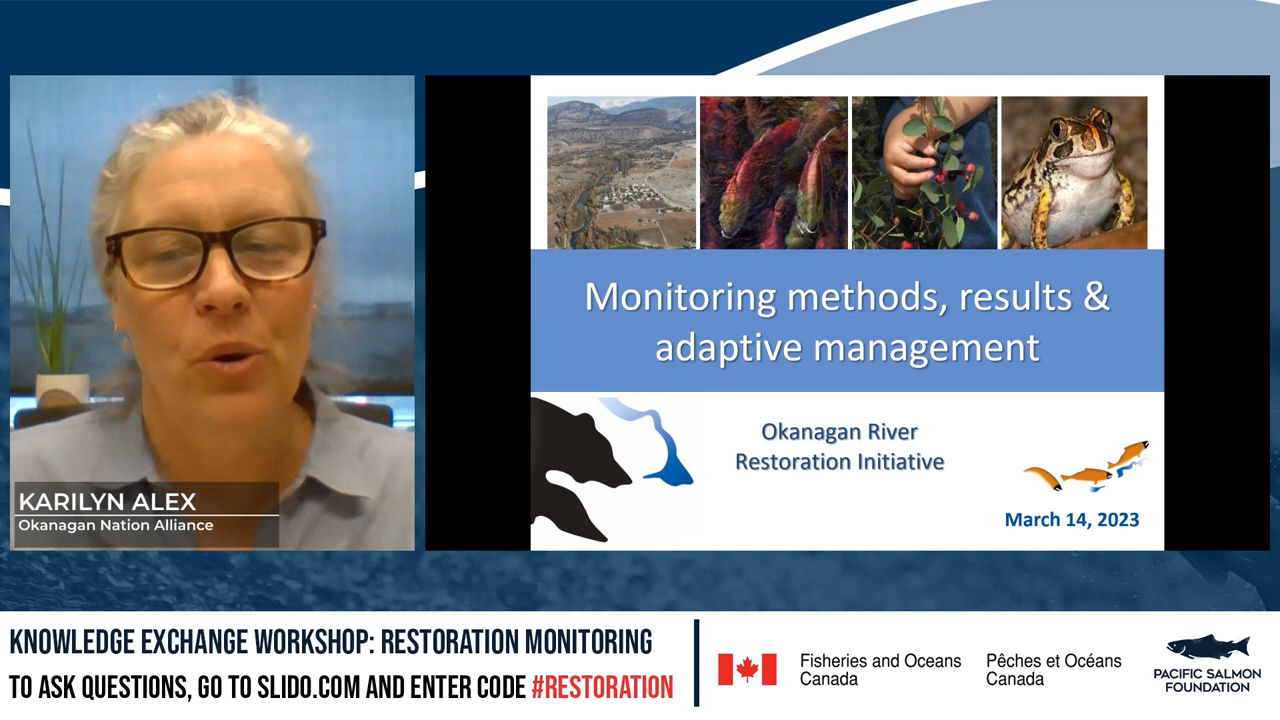 Monitoring methods, results &
adaptive management
Okanagan River
Restoration Initiative
March 14, 2023
KARILYN ALEX
Okanagan Nation Alliance
KNOWLEDGE EXCHANGE WORKSHOP: RESTORATION MONITORING
TO ASK QUESTIONS, GO TO SLIDO.COM AND ENTER CODE #RESTORATION
Fisheries and Oceans
Canada
Pêches et Océans
Canada
PACIFIC SALMON
FOUNDATION